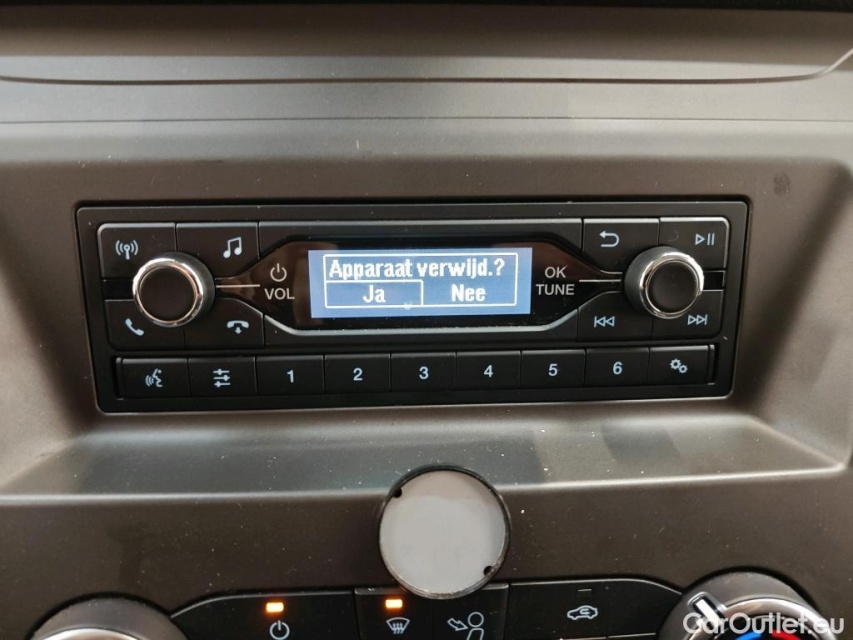 Apparaat verwijd.?
Ja Nee
VOL
OK
TUNE
1 2 3 4 5 6
CarOutlet.eu